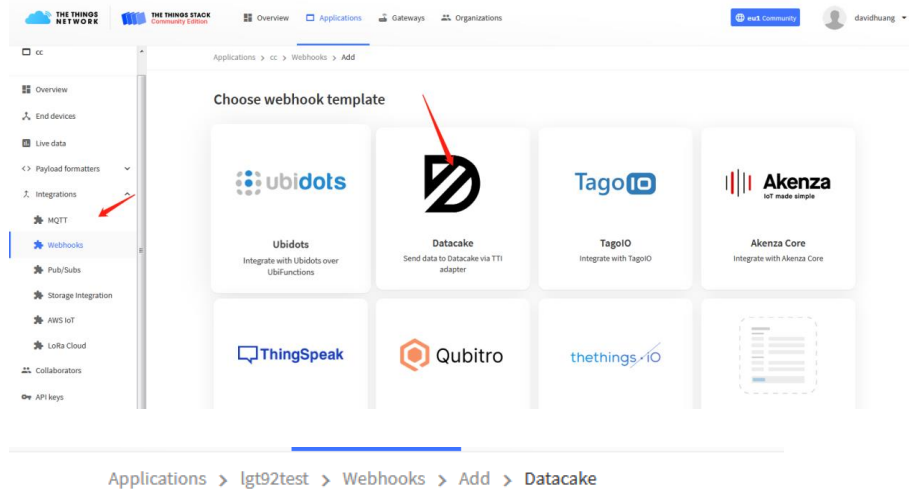 THE THINGS NETWORK
THE THINGS STACK
Community Edition
Overview
Applications
Gateways
Organizations
eu1 Community
davidhuang
cc
Applications > cc > Webhooks > Add
Overview
End devices
Live data
<> Payload formatters
Integrations
MQTT
Webhooks
Pub/Subs
Storage Integration
AWS IoT
LoRa Cloud
Collaborators
API keys
Choose webhook template
ubidots
Ubidots
Integrate with Ubidots over
UbiFunctions
Datacake
Send data to Datacake via TTI
adapter
TagoIO
TagoIO
Integrate with TagoIO
Akenza
IoT made simple
Akenza Core
Integrate with Akenza Core
ThingSpeak
Qubitro
thethings.iO
Applications > lgt92test > Webhooks > Add > Datacake